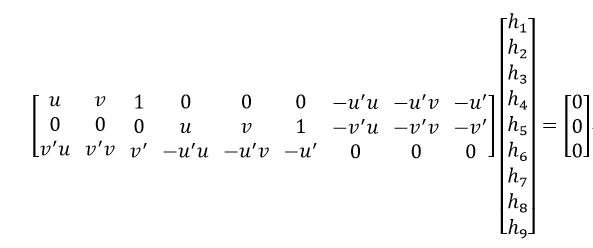 [u v 1 0 0 0 −u′u −u′v −u′] [h₁] = [0]
[0 0 0 u v 1 −v′u −v′v −v′] [h₂] [0]
[v′u v′v v′ −u′u −u′v −u′ 0 0 0] [h₃] [0]
h₄
h₅
h₆
h₇
h₈
h₉